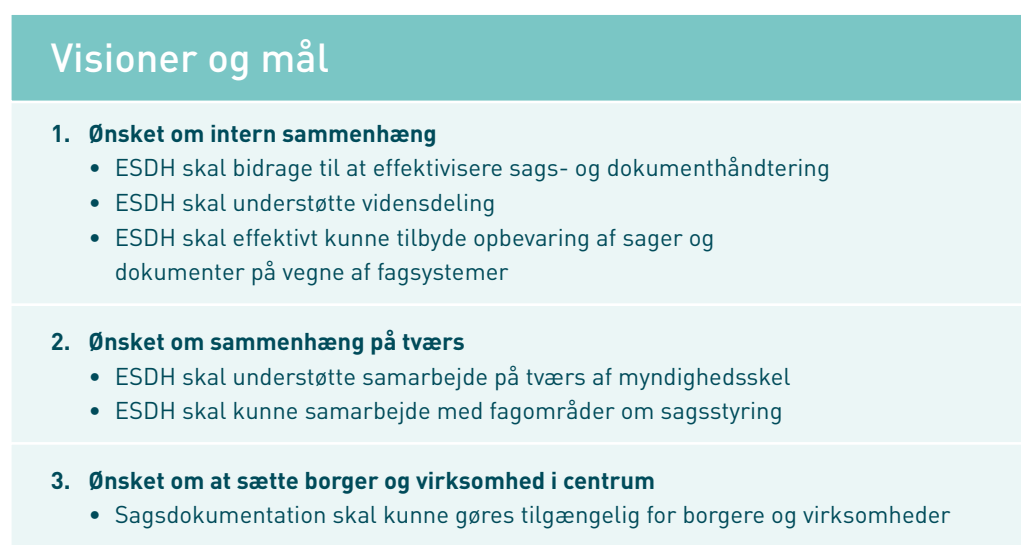 Visioner og mål
1. Ønsket om intern sammenhæng
• ESDH skal bidrage til at effektivisere sags- og dokumenthåndtering
• ESDH skal understøtte vidensdeling
• ESDH skal effektivt kunne tilbyde opbevaring af sager og
dokumenter på vegne af fagsystemer
2. Ønsket om sammenhæng på tværs
• ESDH skal understøtte samarbejde på tværs af myndighedsskel
• ESDH skal kunne samarbejde med fagområder om sagsstyring
3. Ønsket om at sætte borger og virksomhed i centrum
• Sagsdokumentation skal kunne gøres tilgængelig for borgere og virksomheder